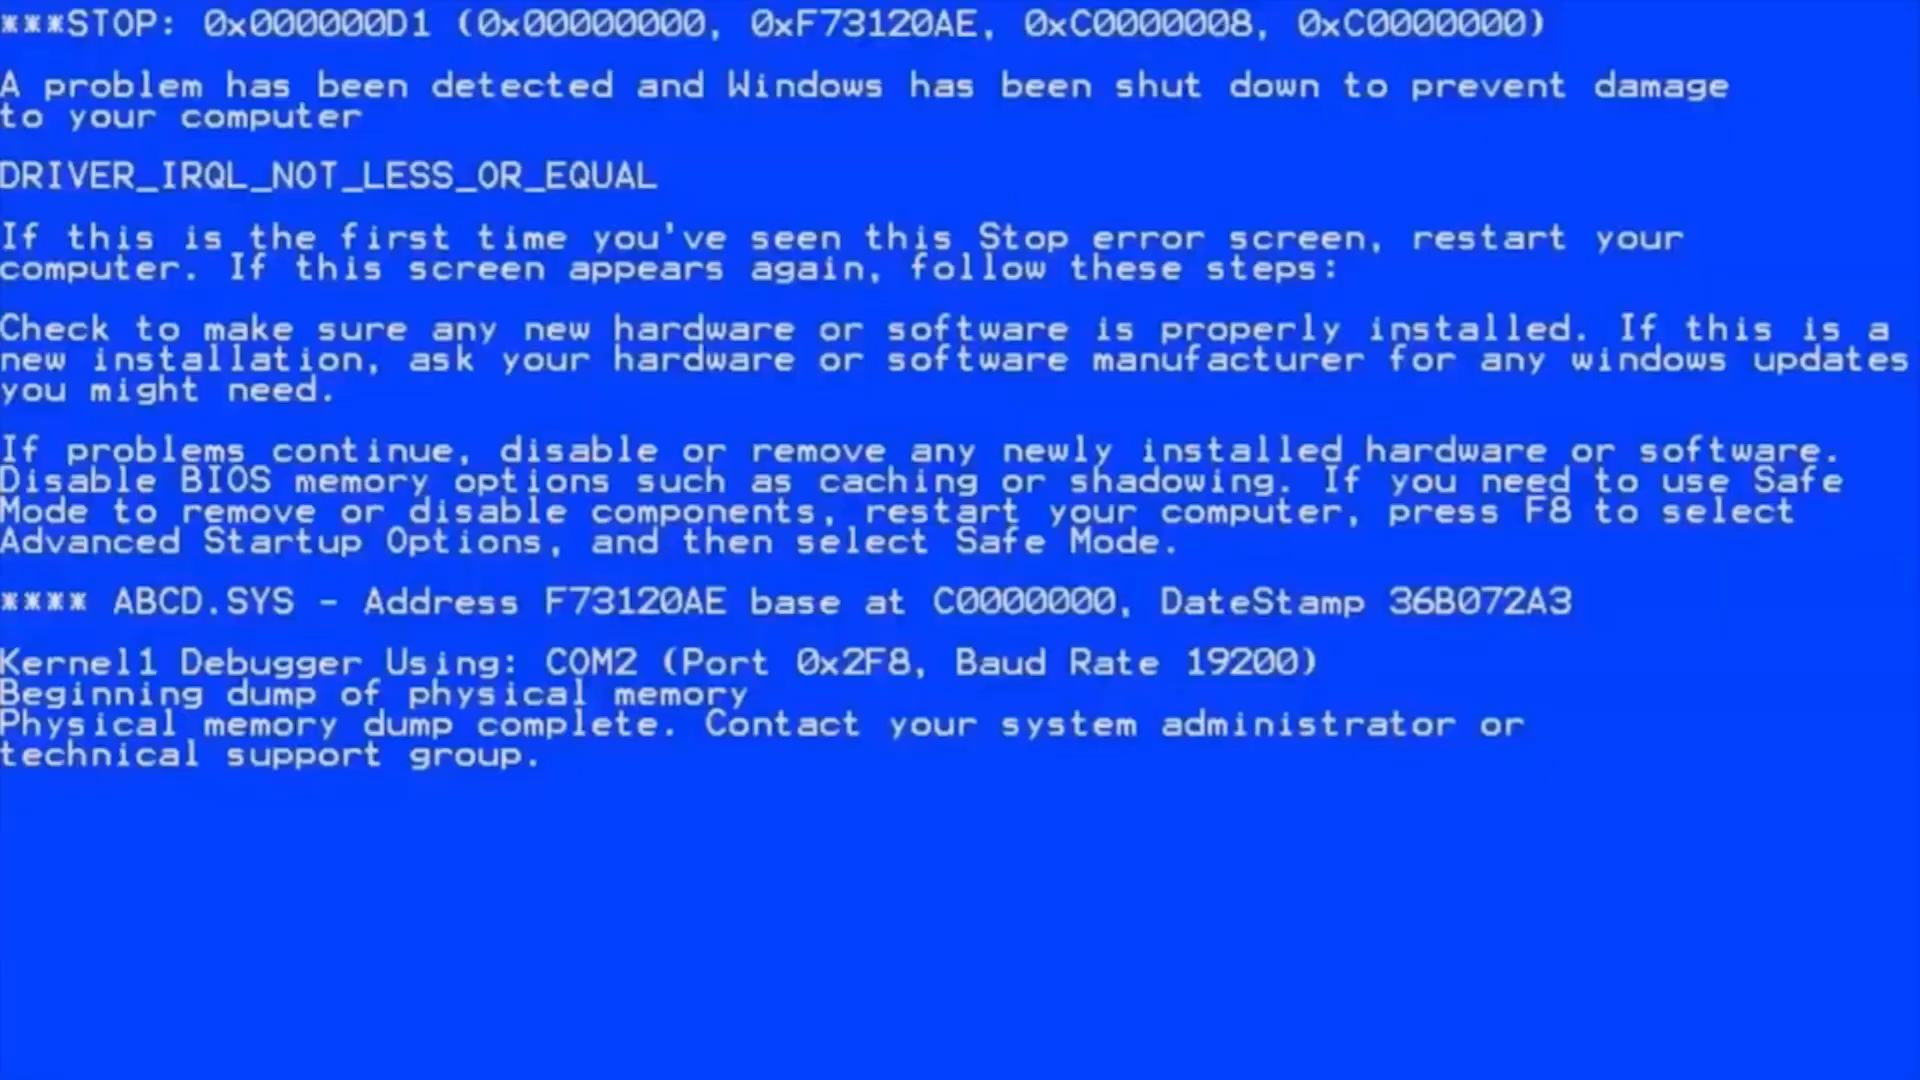 ***STOP: 0x000000D1 (0x00000000, 0xF73120AE, 0xC0000008, 0xC0000000)
A problem has been detected and Windows has been shut down to prevent damage
to your computer
DRIVER_IRQL_NOT_LESS_OR_EQUAL
If this is the first time you've seen this Stop error screen, restart your
computer. If this screen appears again, follow these steps:
Check to make sure any new hardware or software is properly installed. If this is a
new installation, ask your hardware or software manufacturer for any windows updates
you might need.
If problems continue, disable or remove any newly installed hardware or software.
Disable BIOS memory options such as caching or shadowing. If you need to use Safe
Mode to remove or disable components, restart your computer, press F8 to select
Advanced Startup Options, and then select Safe Mode.
**** ABCD.SYS - Address F73120AE base at C0000000, DateStamp 36B072A3
Kernel1 Debugger Using: COM2 (Port 0x2F8, Baud Rate 19200)
Beginning dump of physical memory
Physical memory dump complete. Contact your system administrator or
technical support group.